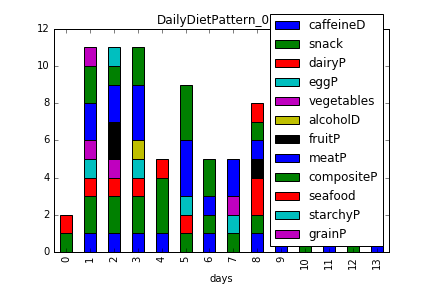 DailyDietPattern_0
caffeineD
snack
dairyP
eggP
vegetables
alcoholD
fruitP
meatP
compositeP
seafood
starchyP
grainP
12
10
8
6
4
2
0
0 1 2 3 4 5 6 7 8 9 10 11 12 13
days